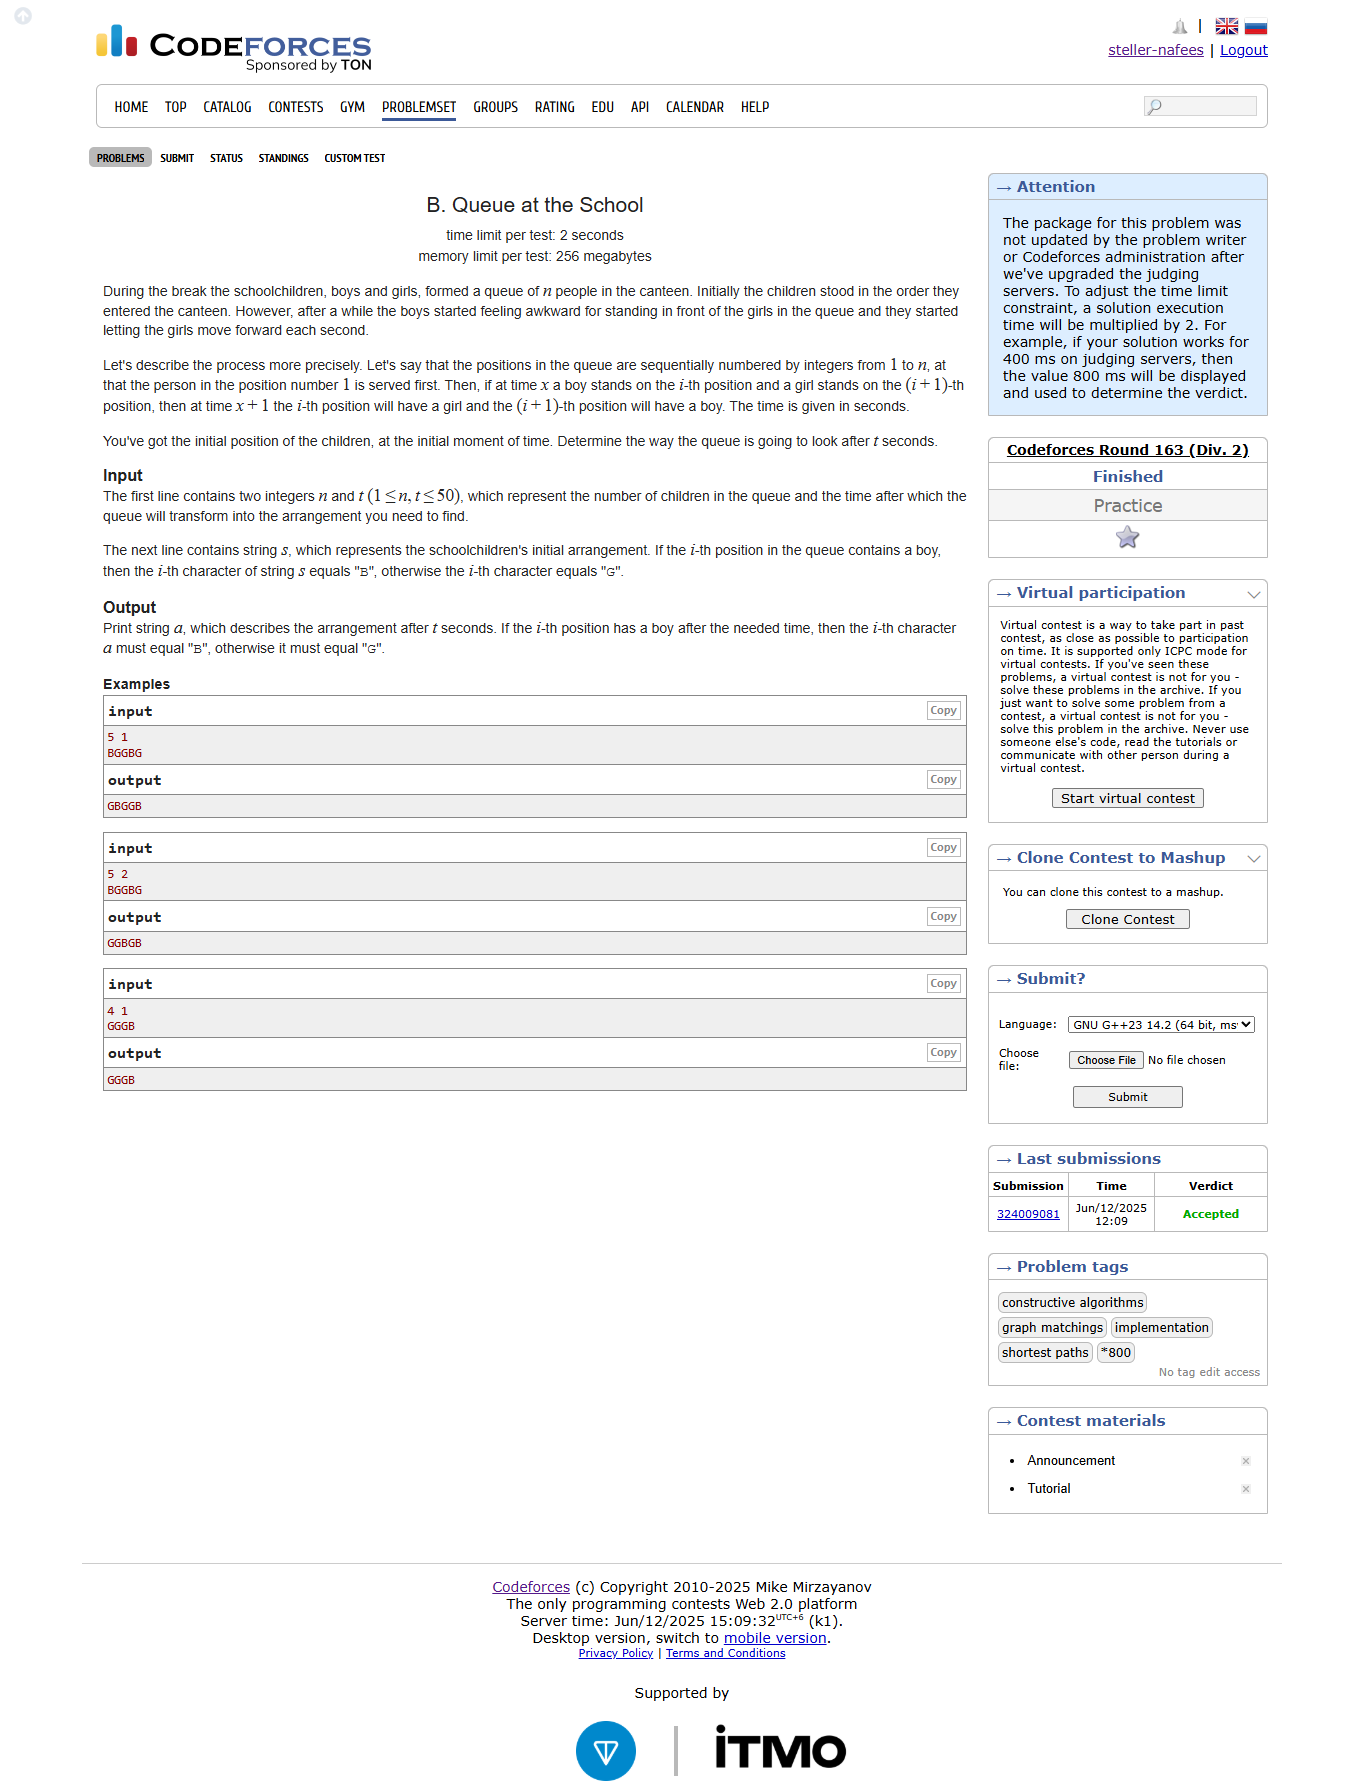 CODEFORCES
Sponsored by TON
|
steller-nafees | Logout
HOME TOP CATALOG CONTESTS GYM PROBLEMSET GROUPS RATING EDU API CALENDAR HELP
PROBLEMS SUBMIT STATUS STANDINGS CUSTOM TEST
B. Queue at the School
time limit per test: 2 seconds
memory limit per test: 256 megabytes
During the break the schoolchildren, boys and girls, formed a queue of n people in the canteen. Initially the children stood in the order they
entered the canteen. However, after a while the boys started feeling awkward for standing in front of the girls in the queue and they started
letting the girls move forward each second.
Let's describe the process more precisely. Let's say that the positions in the queue are sequentially numbered by integers from 1 to n, at
that the person in the position number 1 is served first. Then, if at time x a boy stands on the i-th position and a girl stands on the (i + 1)-th
position, then at time x + 1 the i-th position will have a girl and the (i + 1)-th position will have a boy. The time is given in seconds.
You've got the initial position of the children, at the initial moment of time. Determine the way the queue is going to look after t seconds.
Input
The first line contains two integers n and t (1 ≤ n, t ≤ 50), which represent the number of children in the queue and the time after which the
queue will transform into the arrangement you need to find.
The next line contains string s, which represents the schoolchildren's initial arrangement. If the i-th position in the queue contains a boy,
then the i-th character of string s equals "B", otherwise the i-th character equals "G".
Output
Print string a, which describes the arrangement after t seconds. If the i-th position has a boy after the needed time, then the i-th character
a must equal "B", otherwise it must equal "G".
Examples
input Copy
5 1
BGGBG
output Copy
GBGGB
input Copy
5 2
BGGBG
output Copy
GGBGB
input Copy
4 1
GGGB
output Copy
GGGB
→ Attention
The package for this problem was
not updated by the problem writer
or Codeforces administration after
we've upgraded the judging
servers. To adjust the time limit
constraint, a solution execution
time will be multiplied by 2. For
example, if your solution works for
400 ms on judging servers, then
the value 800 ms will be displayed
and used to determine the verdict.
Codeforces Round 163 (Div. 2)
Finished
Practice
→ Virtual participation
Virtual contest is a way to take part in past
contest, as close as possible to participation
on time. It is supported only ICPC mode for
virtual contests. If you've seen these
problems, a virtual contest is not for you -
solve these problems in the archive. If you
just want to solve some problem from a
contest, a virtual contest is not for you -
solve this problem in the archive. Never use
someone else's code, read the tutorials or
communicate with other person during a
virtual contest.
Start virtual contest
→ Clone Contest to Mashup
You can clone this contest to a mashup.
Clone Contest
→ Submit?
Language: GNU G++23 14.2 (64 bit, ms
Choose
file: Choose File No file chosen
Submit
→ Last submissions
Submission Time Verdict
324009081 Jun/12/2025
12:09 Accepted
→ Problem tags
constructive algorithms
graph matchings implementation
shortest paths *800
No tag edit access
→ Contest materials
• Announcement
• Tutorial
Codeforces (c) Copyright 2010-2025 Mike Mirzayanov
The only programming contests Web 2.0 platform
Server time: Jun/12/2025 15:09:32 UTC+6 (k1).
Desktop version, switch to mobile version.
Privacy Policy | Terms and Conditions
Supported by
iTMO